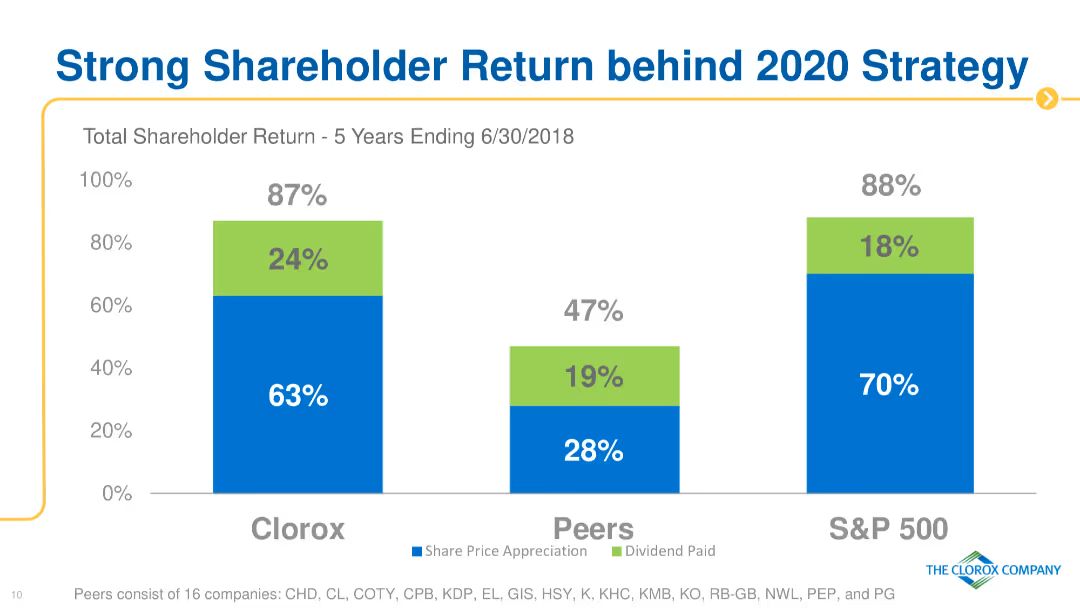 Strong Shareholder Return behind 2020 Strategy
Total Shareholder Return - 5 Years Ending 6/30/2018
100%
80%
60%
40%
20%
0%
87%
24%
63%
47%
19%
28%
88%
18%
70%
Clorox Peers S&P 500
Share Price Appreciation Dividend Paid
THE CLOROX COMPANY
10 Peers consist of 16 companies: CHD, CL, COTY, CPB, KDP, EL, GIS, HSY, K, KHC, KMB, KO, RB-GB, NWL, PEP, and PG